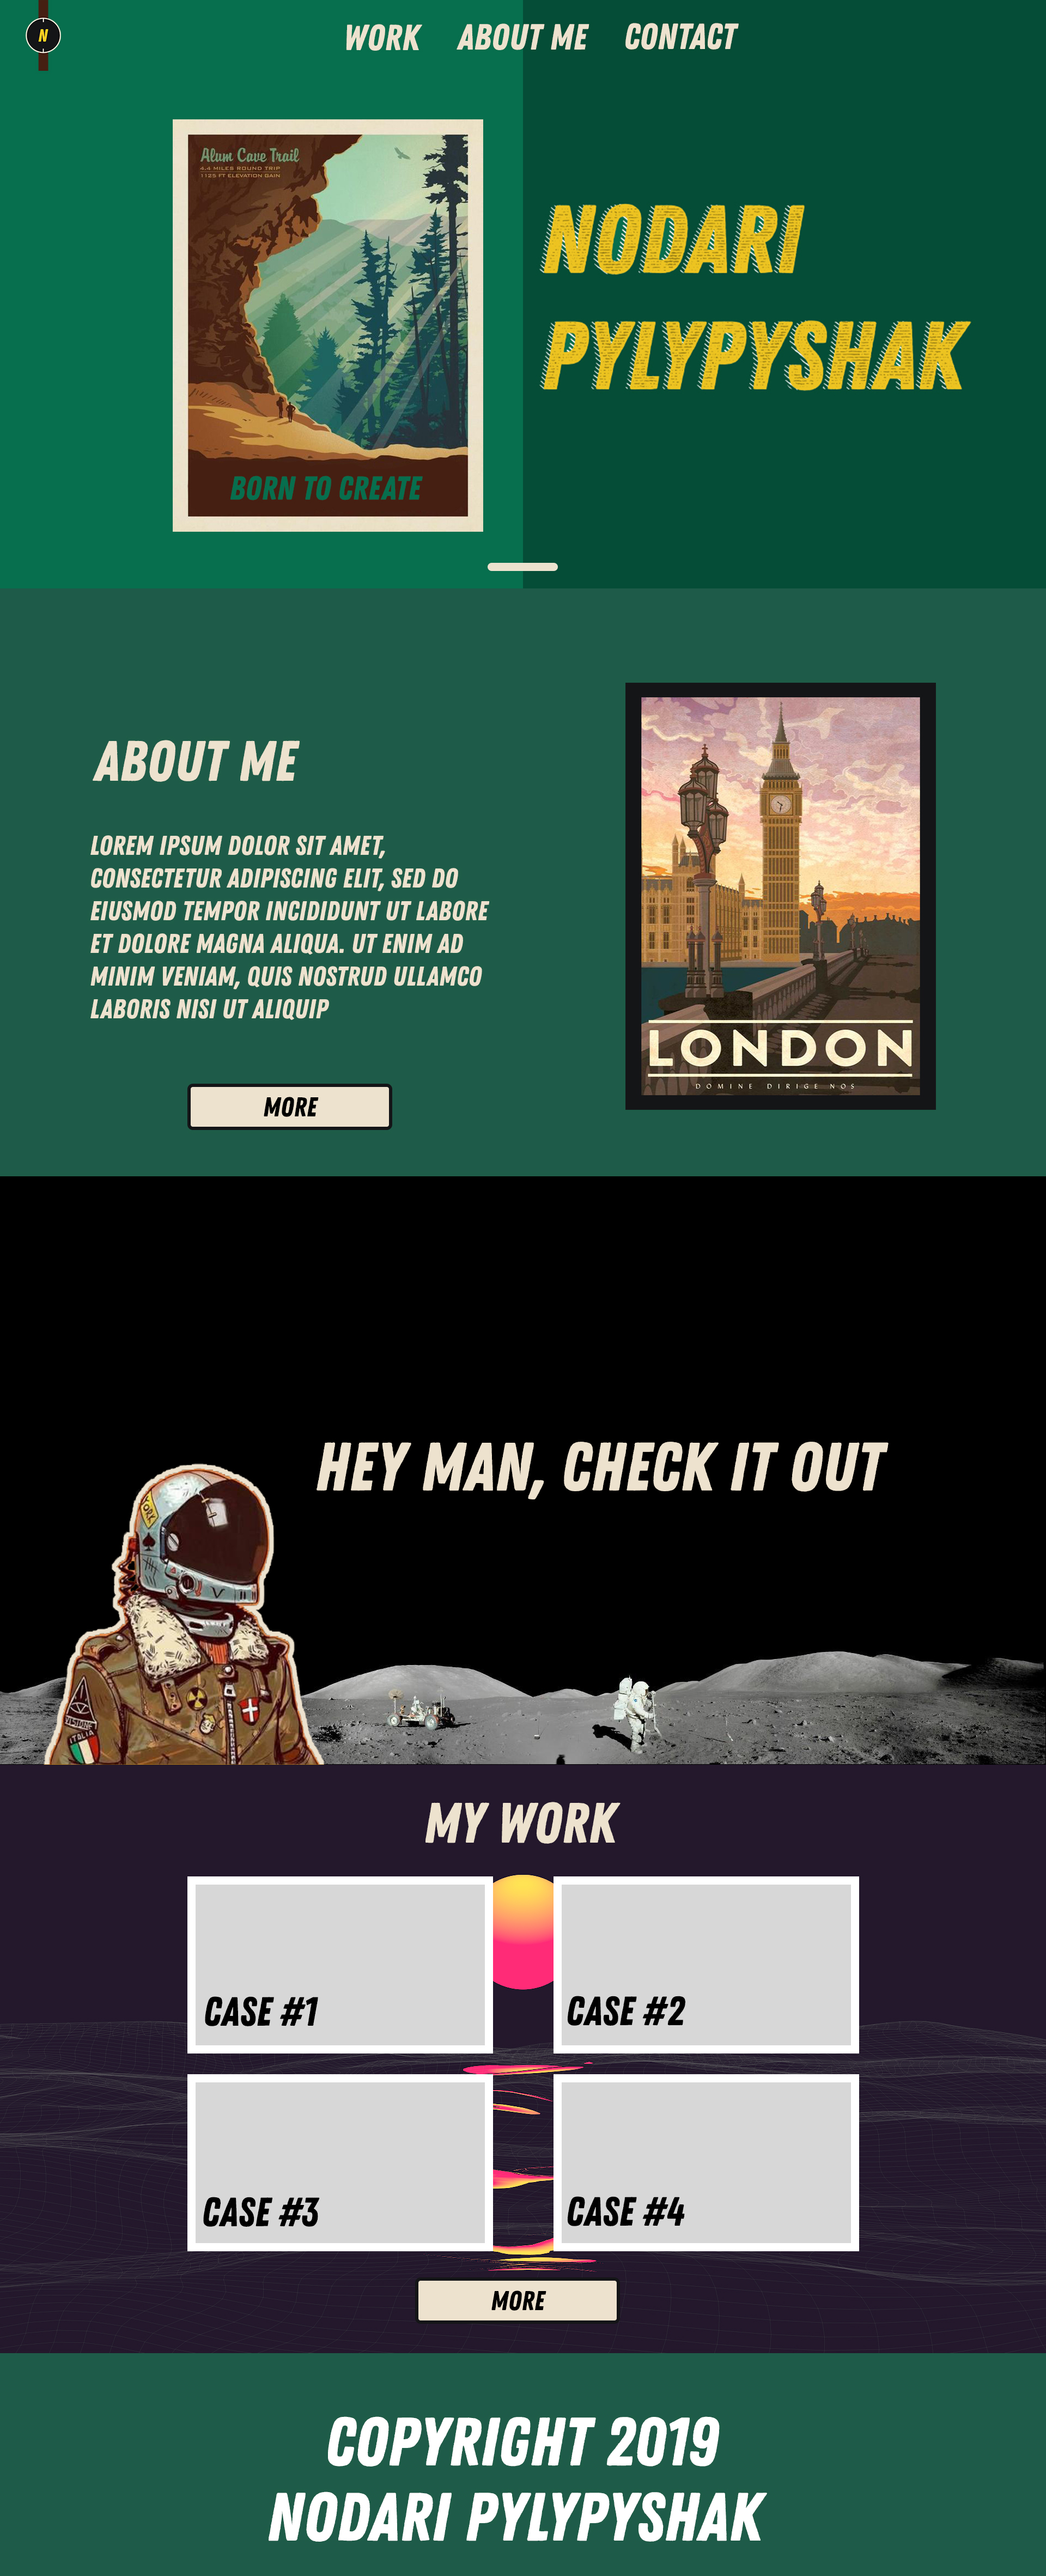 N
WORK ABOUT ME CONTACT
Alum Cave Trail
4.4 MILES ROUND TRIP
1125 FT ELEVATION GAIN
BORN TO CREATE
NODARI
PYLYPYSHAK
ABOUT ME
LOREM IPSUM DOLOR SIT AMET,
CONSECTETUR ADIPISCING ELIT, SED DO
EIUSMOD TEMPOR INCIDIDUNT UT LABORE
ET DOLORE MAGNA ALIQUA. UT ENIM AD
MINIM VENIAM, QUIS NOSTRUD ULLAMCO
LABORIS NISI UT ALIQUIP
MORE
LONDON
DOMINE DIRIGE NOS
HEY MAN, CHECK IT OUT
ORK
V
ITALIA
MY WORK
CASE #1
CASE #2
CASE #3
CASE #4
MORE
COPYRIGHT 2019
NODARI PYLYPYSHAK